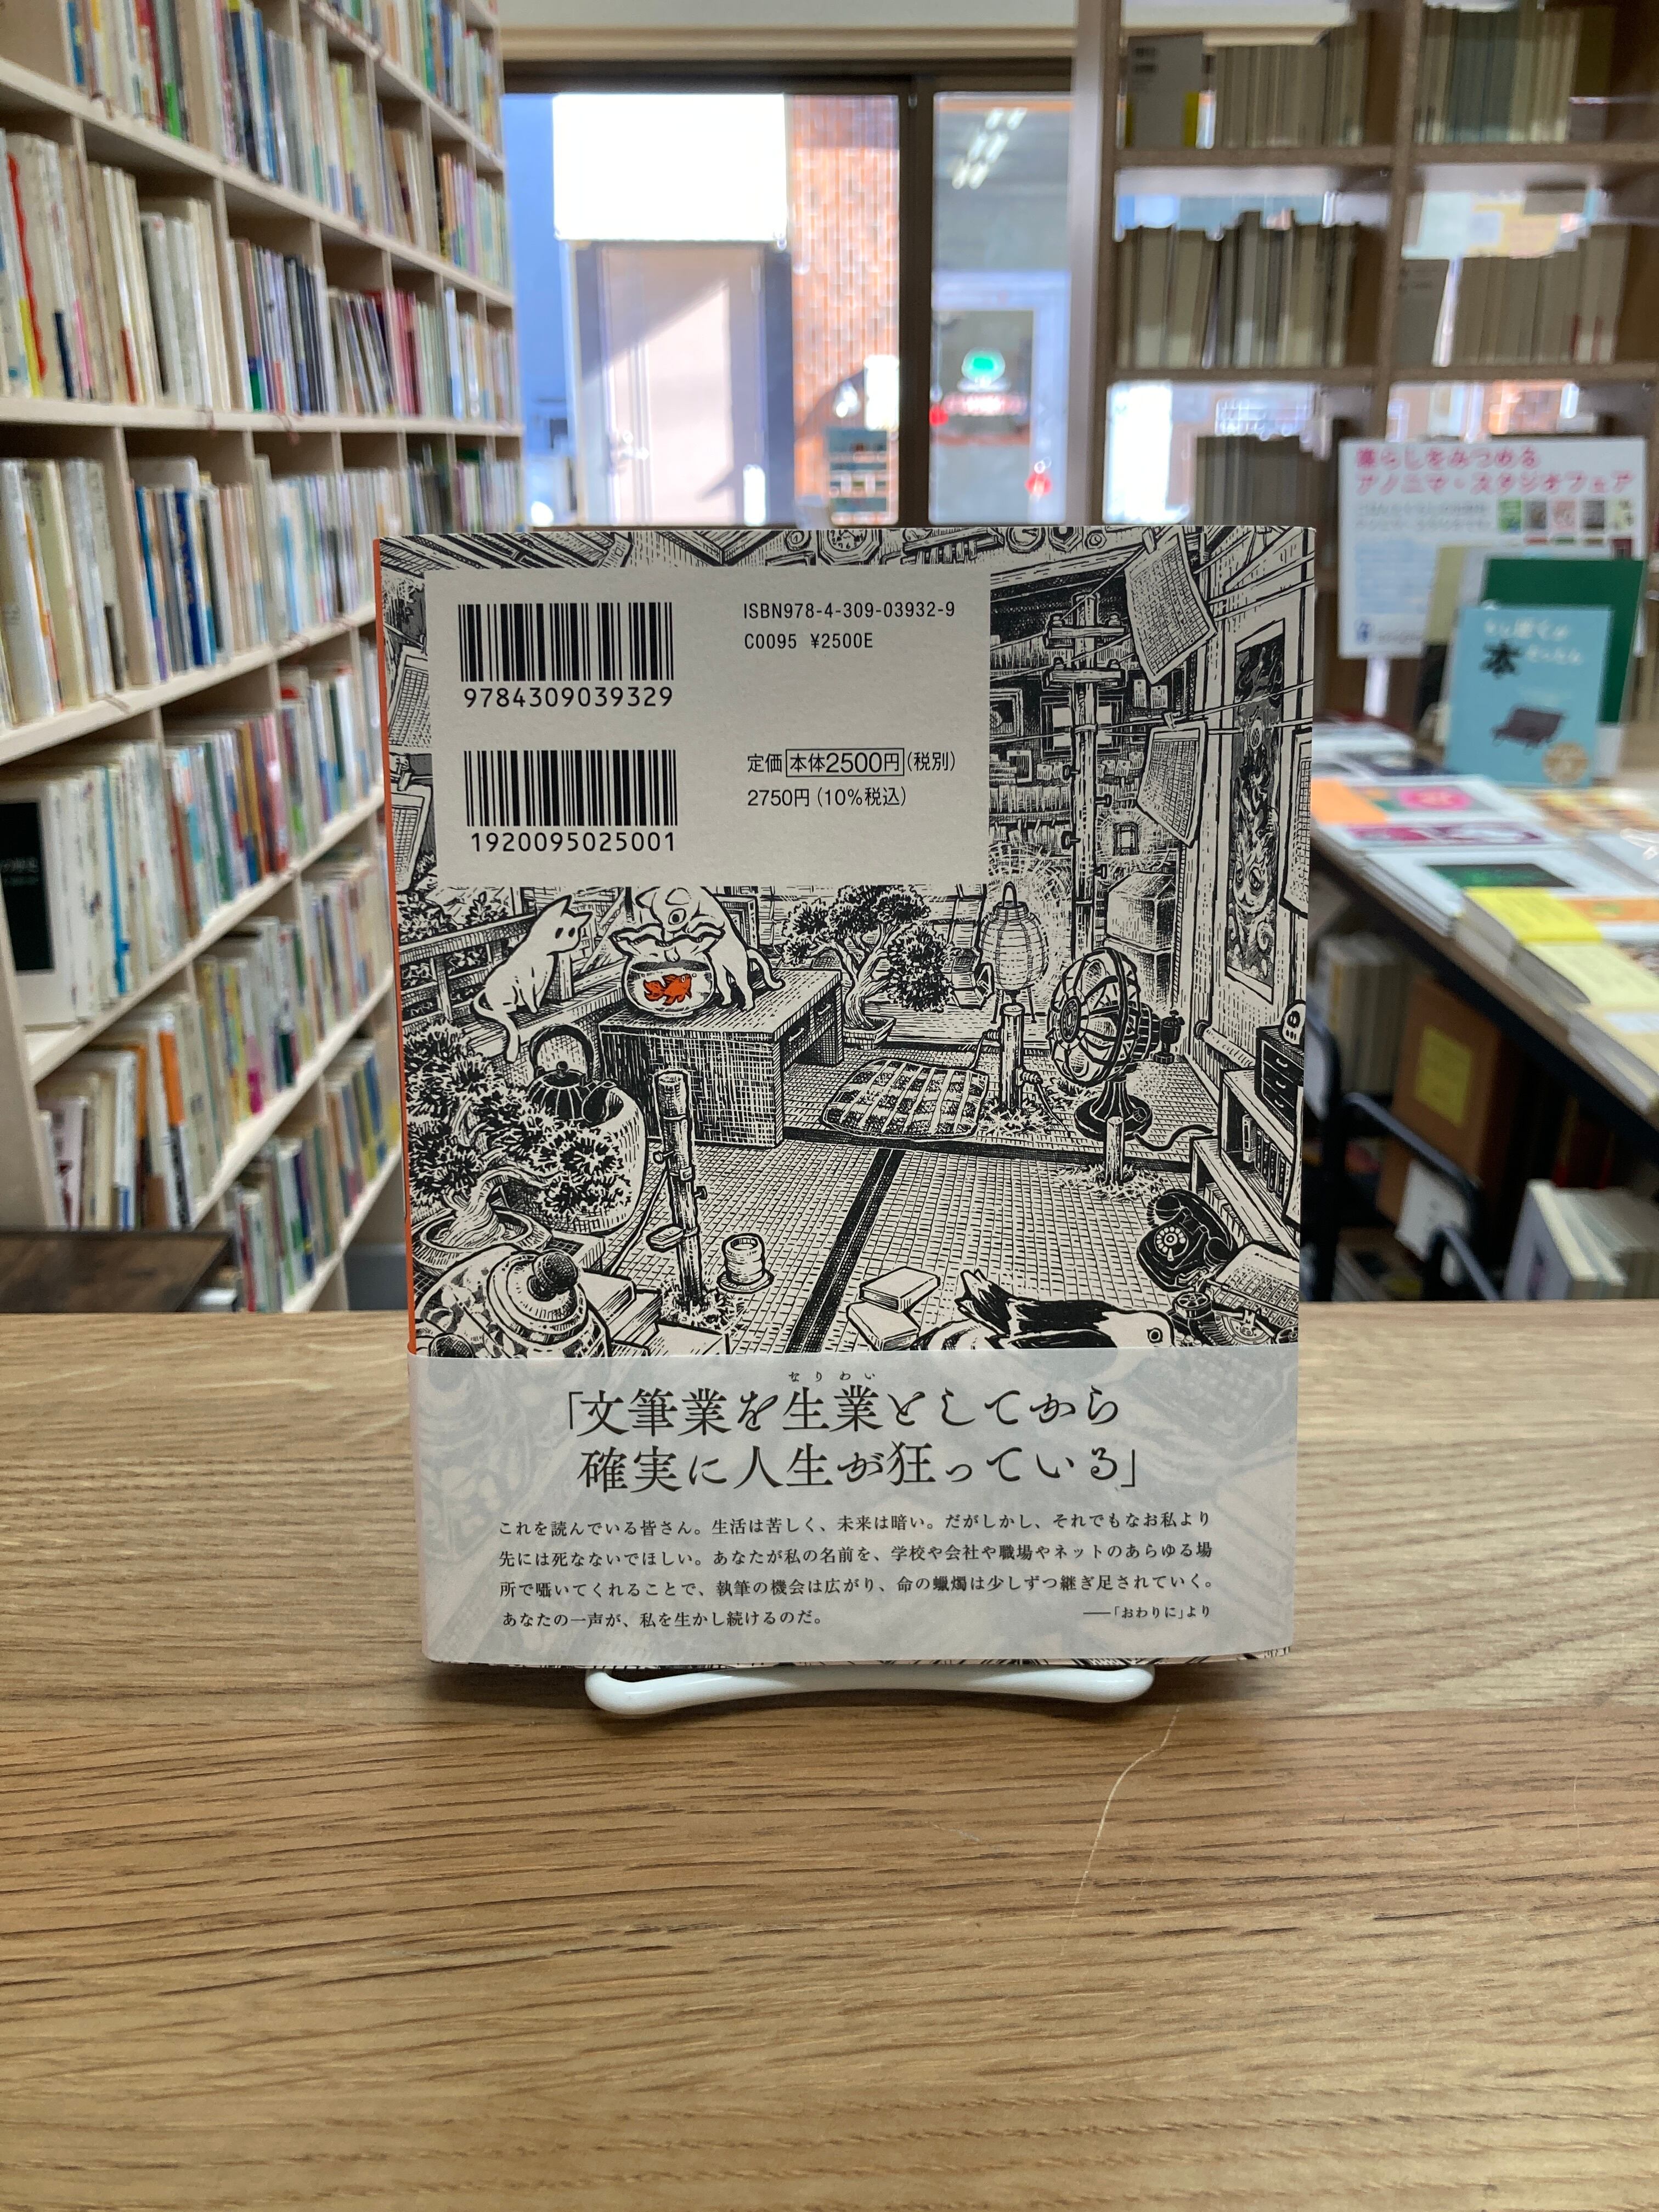 暮らしをみつめる
アノニマ・スタジオフェア
本
ISBN978-4-309-03932-9
C0095 ¥2500E
9784309039329
定価 本体2500円(税別)
2750円(10%税込)
1920095025001
なりわい
「文筆業を生業としてから
確実に人生が狂っている」
これを読んでいる皆さん。生活は苦しく、未来は暗い。だがしかし、それでもなお私より
先には死なないでほしい。あなたが私の名前を、学校や会社や職場やネットのあらゆる場
所で囁いてくれることで、執筆の機会は広がり、命の蠟燭は少しずつ継ぎ足されていく。
あなたの一声が、私を生かし続けるのだ。
——「おわりに」より